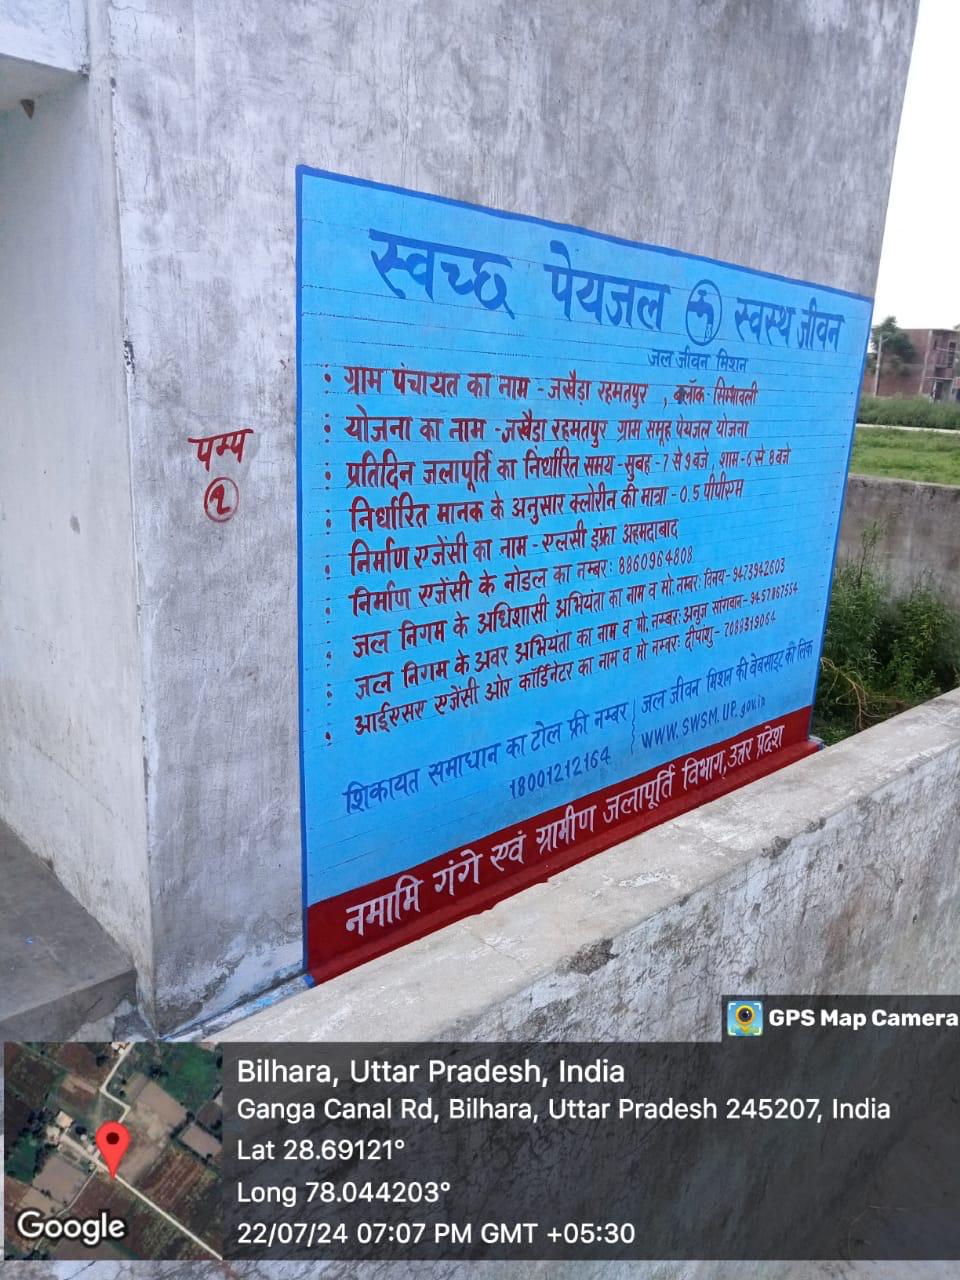 स्वच्छ पेयजल स्वस्थ जीवन
जल जीवन मिशन
: ग्राम पंचायत का नाम - जखैड़ा रहमतपुर , ब्लॉक - सिम्भावली
: योजना का नाम - जखैड़ा रहमतपुर ग्राम समूह पेयजल योजना
: प्रतिदिन जलापूर्ति का निर्धारित समय - सुबह - 7 से 9 बजे , शाम - 6 से 8 बजे
: निर्धारित मानक के अनुसार क्लोरीन की मात्रा - 0.5 पीपीएम
: निर्माण एजेंसी का नाम - एलसी इंफ्रा अहमदाबाद
: निर्माण एजेंसी के नोडल का नम्बर: 8860964808
: जल निगम के अधिशासी अभियंता का नाम व मो. नम्बर: विनय - 9473942603
: जल निगम के अवर अभियंता का नाम व मो. नम्बर: अनुज सांगवान - 9457867554
: आईएसए एजेंसी ओर कॉर्डिनेटर का नाम व मो नम्बर: दीपांशु - 7088319064
शिकायत समाधान का टोल फ्री नम्बर
18001212164
जल जीवन मिशन की वेबसाइट की लिंक
WWW.SWSM.UP.gov.in
नमामि गंगे एवं ग्रामीण जलापूर्ति विभाग, उत्तर प्रदेश
पम्प
1
GPS Map Camera
Bilhara, Uttar Pradesh, India
Ganga Canal Rd, Bilhara, Uttar Pradesh 245207, India
Lat 28.69121°
Long 78.044203°
22/07/24 07:07 PM GMT +05:30
Google